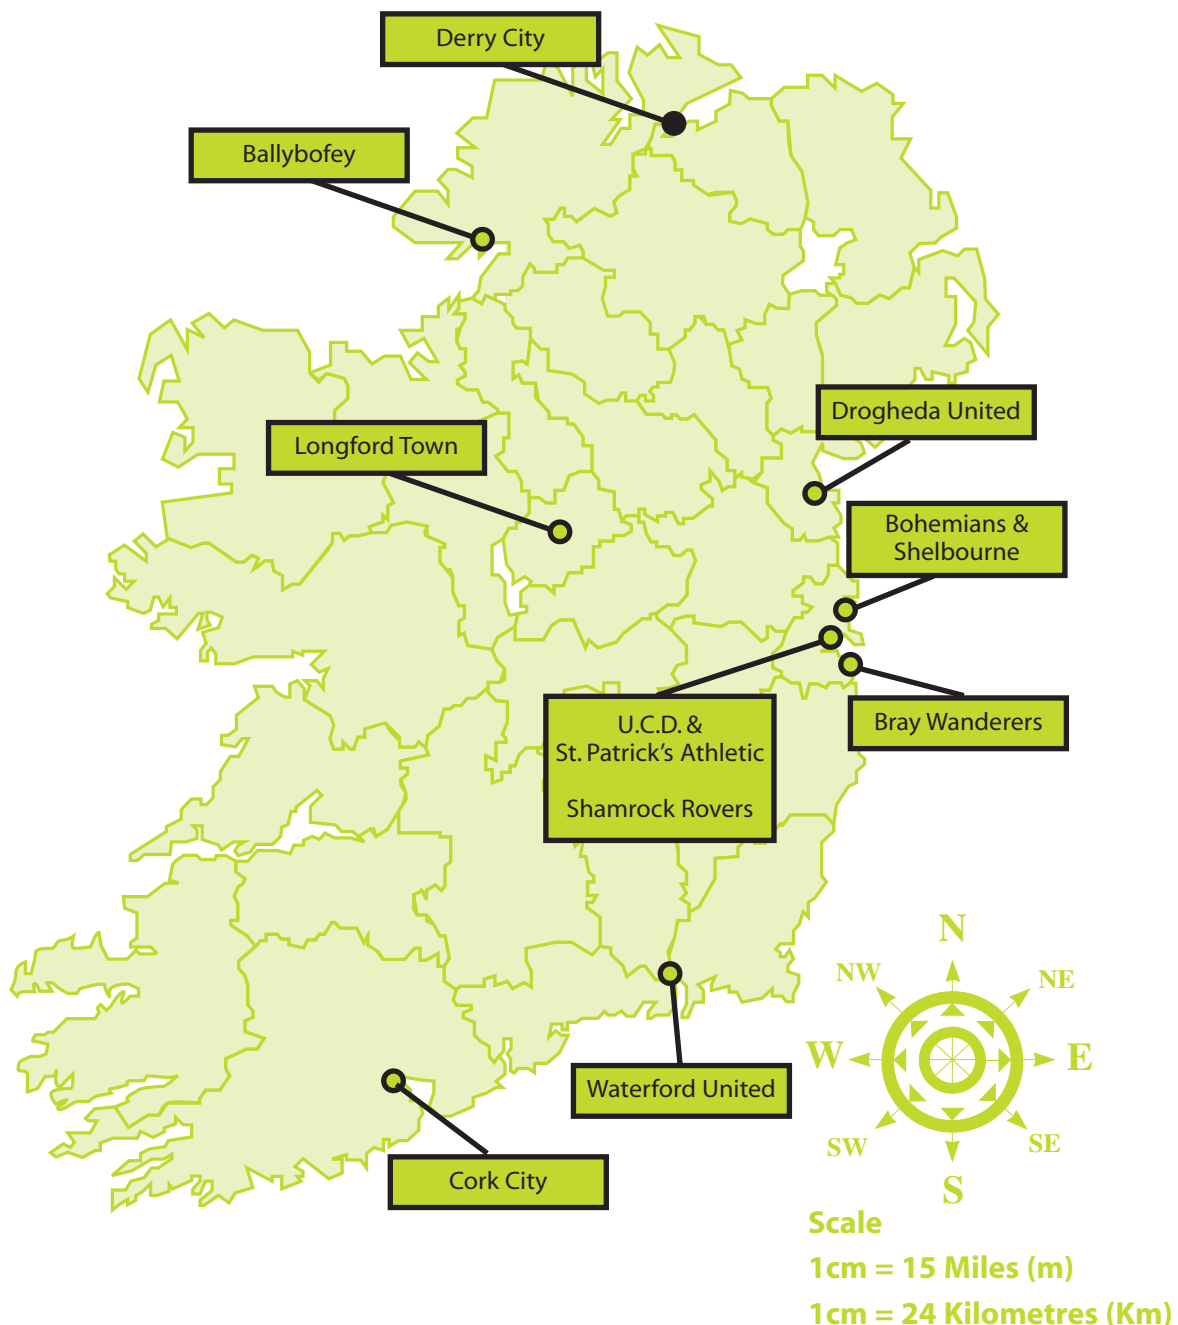 Derry City
Ballybofey
Drogheda United
Longford Town
Bohemians &
Shelbourne
U.C.D. &
St. Patrick's Athletic
Shamrock Rovers
Bray Wanderers
N
NW
NE
W
E
SW
SE
S
Waterford United
Cork City
Scale
1cm = 15 Miles (m)
1cm = 24 Kilometres (Km)